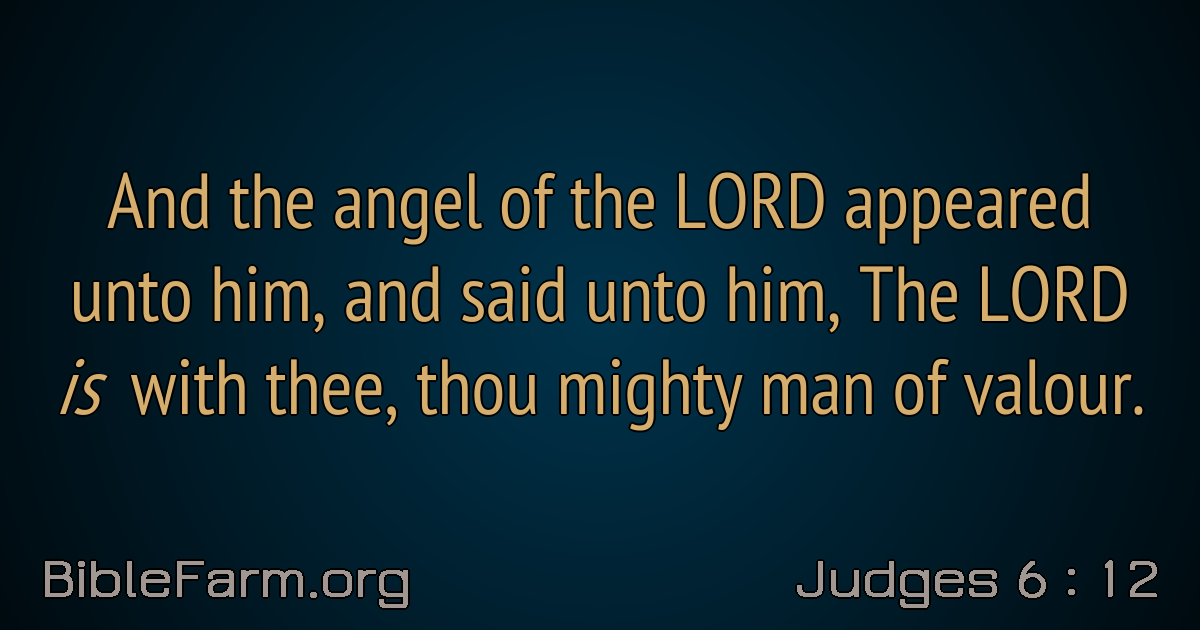 And the angel of the LORD appeared
unto him, and said unto him, The LORD
is with thee, thou mighty man of valour.
BibleFarm.org
Judges 6 : 12